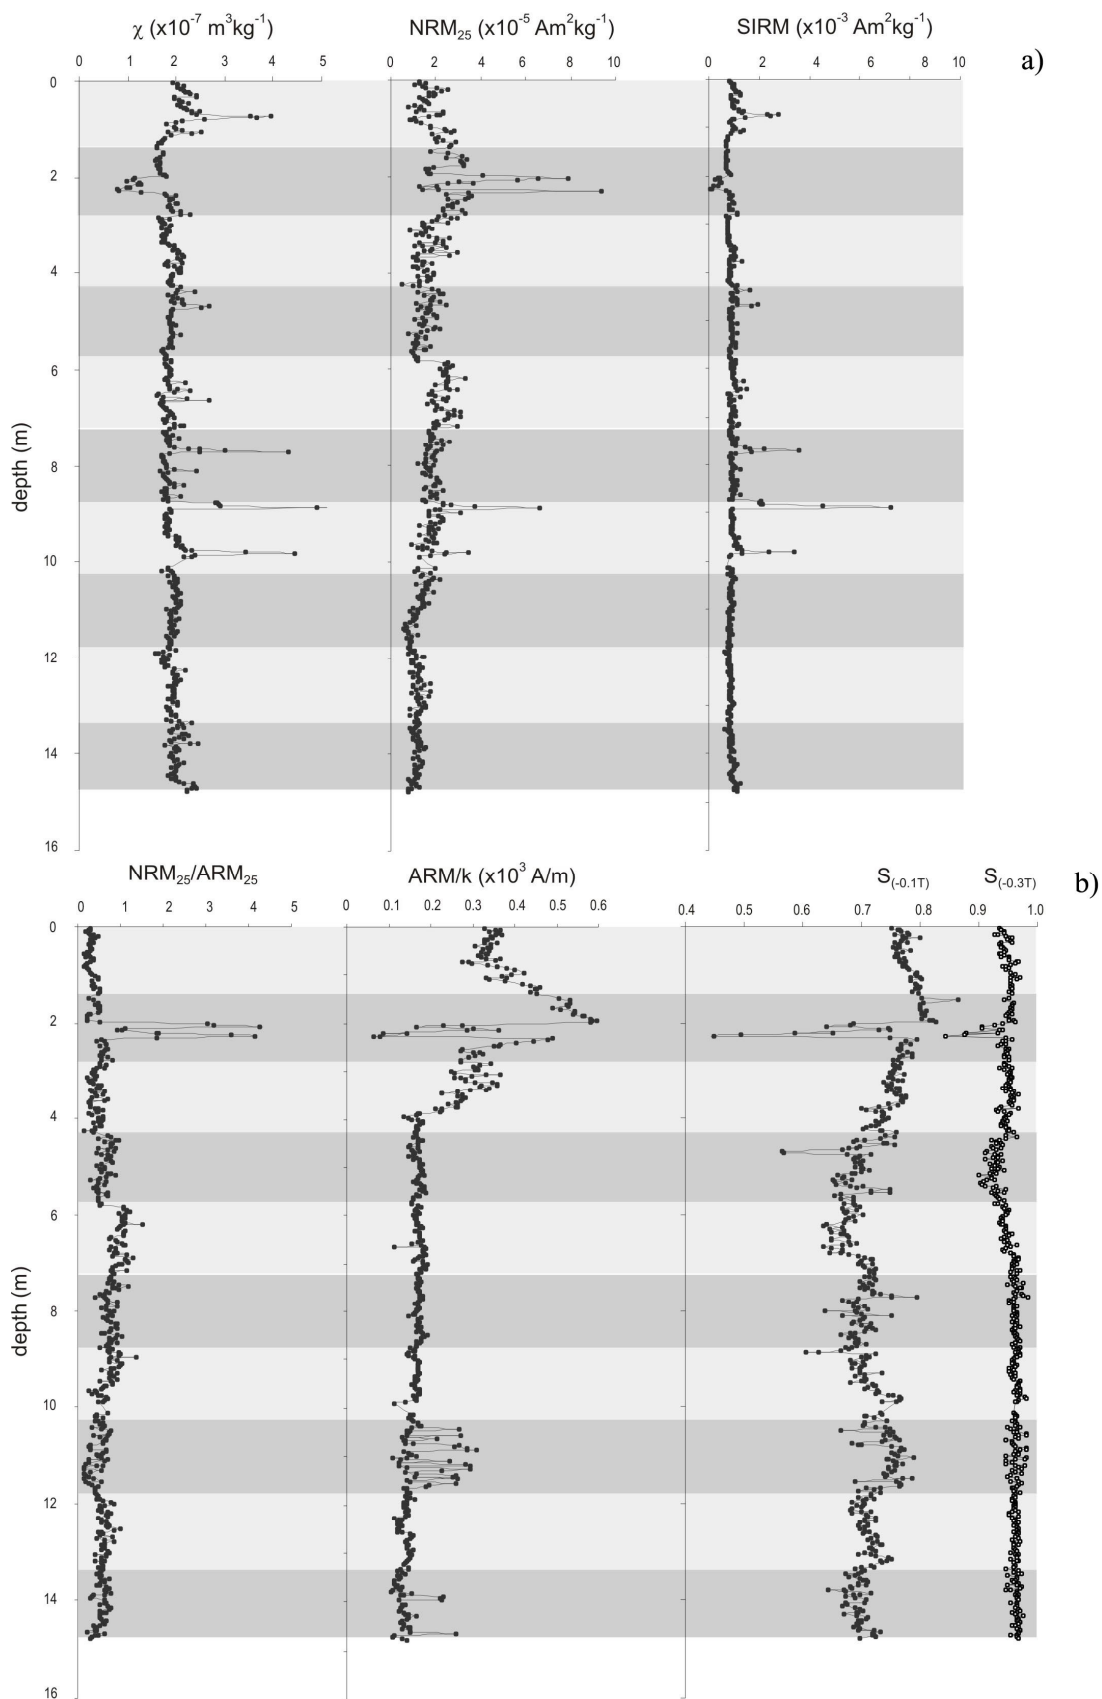 χ (x10⁻⁷ m³kg⁻¹) NRM₂₅ (x10⁻⁵ Am²kg⁻¹) SIRM (x10⁻³ Am²kg⁻¹)
a)
0 1 2 3 4 5 0 2 4 6 8 10 0 2 4 6 8 10
0
2
4
6
8
10
12
14
16
depth (m)
NRM₂₅/ARM₂₅ ARM/k (x10³ A/m) S₍₋₀.₁T₎ S₍₋₀.₃T₎
b)
0 1 2 3 4 5 0.1 0.2 0.3 0.4 0.5 0.6 0.4 0.5 0.6 0.7 0.8 0.9 1.0
0
2
4
6
8
10
12
14
16
depth (m)